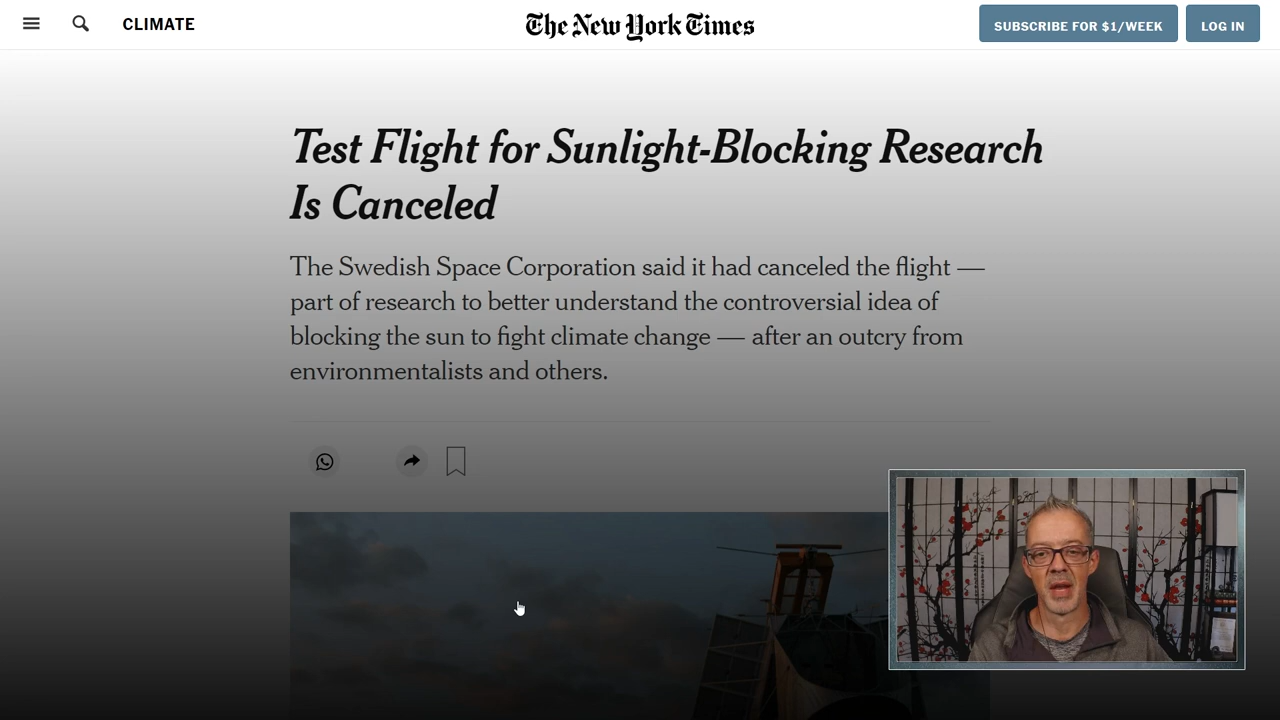 CLIMATE
The New York Times
SUBSCRIBE FOR $1/WEEK
LOG IN
Test Flight for Sunlight-Blocking Research
Is Canceled
The Swedish Space Corporation said it had canceled the flight —
part of research to better understand the controversial idea of
blocking the sun to fight climate change — after an outcry from
environmentalists and others.